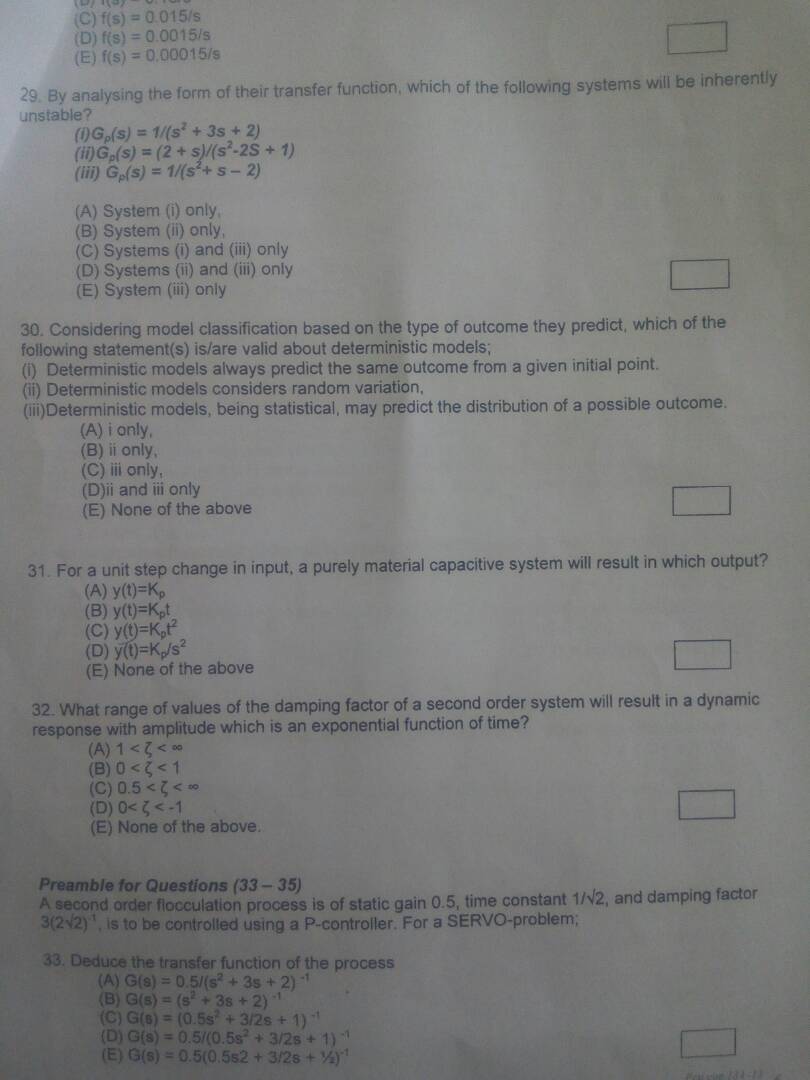 (C) f(s) = 0.015/s
(D) f(s) = 0.0015/s
(E) f(s) = 0.00015/s
29. By analysing the form of their transfer function, which of the following systems will be inherently
unstable?
(i)Gₚ(s) = 1/(s² + 3s + 2)
(ii)Gₚ(s) = (2 + s)/(s²-2S + 1)
(iii) Gₚ(s) = 1/(s²+ s – 2)
(A) System (i) only,
(B) System (ii) only,
(C) Systems (i) and (iii) only
(D) Systems (ii) and (iii) only
(E) System (iii) only
30. Considering model classification based on the type of outcome they predict, which of the
following statement(s) is/are valid about deterministic models;
(i) Deterministic models always predict the same outcome from a given initial point.
(ii) Deterministic models considers random variation,
(iii)Deterministic models, being statistical, may predict the distribution of a possible outcome.
(A) i only,
(B) ii only,
(C) iii only,
(D)ii and iii only
(E) None of the above
31. For a unit step change in input, a purely material capacitive system will result in which output?
(A) y(t)=Kₚ
(B) y(t)=Kₚt
(C) y(t)=Kₚt²
(D) y(t)=Kₚ/s²
(E) None of the above
32. What range of values of the damping factor of a second order system will result in a dynamic
response with amplitude which is an exponential function of time?
(A) 1 < ζ < ∞
(B) 0 < ζ < 1
(C) 0.5 < ζ < ∞
(D) 0< ζ < -1
(E) None of the above.
Preamble for Questions (33 – 35)
A second order flocculation process is of static gain 0.5, time constant 1/√2, and damping factor
3(2√2)⁻¹, is to be controlled using a P-controller. For a SERVO-problem;
33. Deduce the transfer function of the process
(A) G(s) = 0.5/(s² + 3s + 2) ⁻¹
(B) G(s) = (s² + 3s + 2) ⁻¹
(C) G(s) = (0.5s² + 3/2s + 1) ⁻¹
(D) G(s) = 0.5/(0.5s² + 3/2s + 1) ⁻¹
(E) G(s) = 0.5(0.5s2 + 3/2s + ½)⁻¹